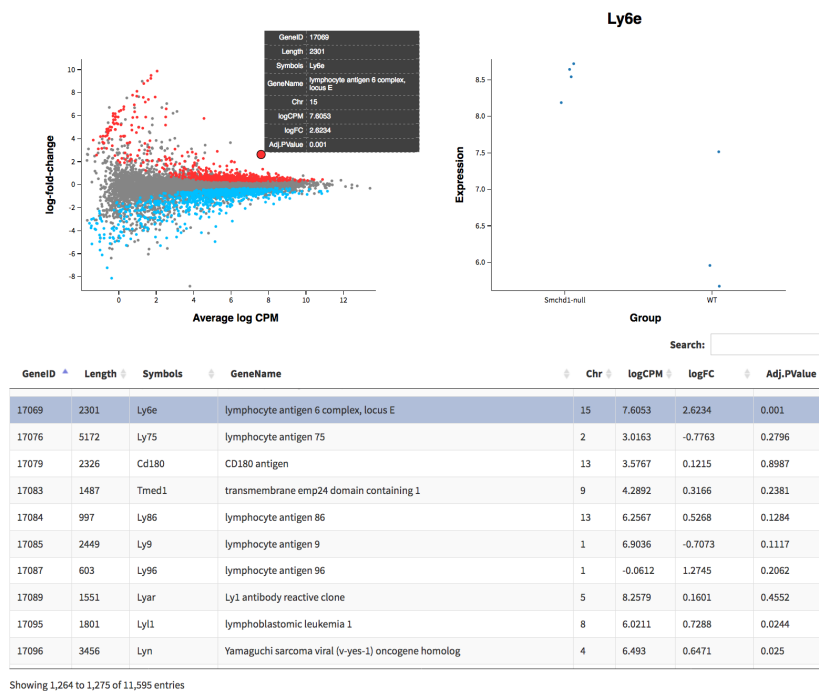 Ly6e
GeneID 17069
Length 2301
Symbols Ly6e
GeneName lymphocyte antigen 6 complex,
locus E
Chr 15
logCPM 7.6053
logFC 2.6234
Adj.PValue 0.001
log-fold-change
10
8
6
4
2
0
-2
-4
-6
-8
0 2 4 6 8 10 12
Average log CPM
Expression
8.5
8.0
7.5
7.0
6.5
6.0
Smchd1-null WT
Group
Search:
GeneID Length Symbols GeneName Chr logCPM logFC Adj.PValue
17069 2301 Ly6e lymphocyte antigen 6 complex, locus E 15 7.6053 2.6234 0.001
17076 5172 Ly75 lymphocyte antigen 75 2 3.0163 -0.7763 0.2796
17079 2326 Cd180 CD180 antigen 13 3.5767 0.1215 0.8987
17083 1487 Tmed1 transmembrane emp24 domain containing 1 9 4.2892 0.3166 0.2381
17084 997 Ly86 lymphocyte antigen 86 13 6.2567 0.5268 0.1284
17085 2449 Ly9 lymphocyte antigen 9 1 6.9036 -0.7073 0.1117
17087 603 Ly96 lymphocyte antigen 96 1 -0.0612 1.2745 0.2062
17089 1551 Lyar Ly1 antibody reactive clone 5 8.2579 0.1601 0.4552
17095 1801 Lyl1 lymphoblastomic leukemia 1 8 6.0211 0.7288 0.0244
17096 3456 Lyn Yamaguchi sarcoma viral (v-yes-1) oncogene homolog 4 6.493 0.6471 0.025
Showing 1,264 to 1,275 of 11,595 entries